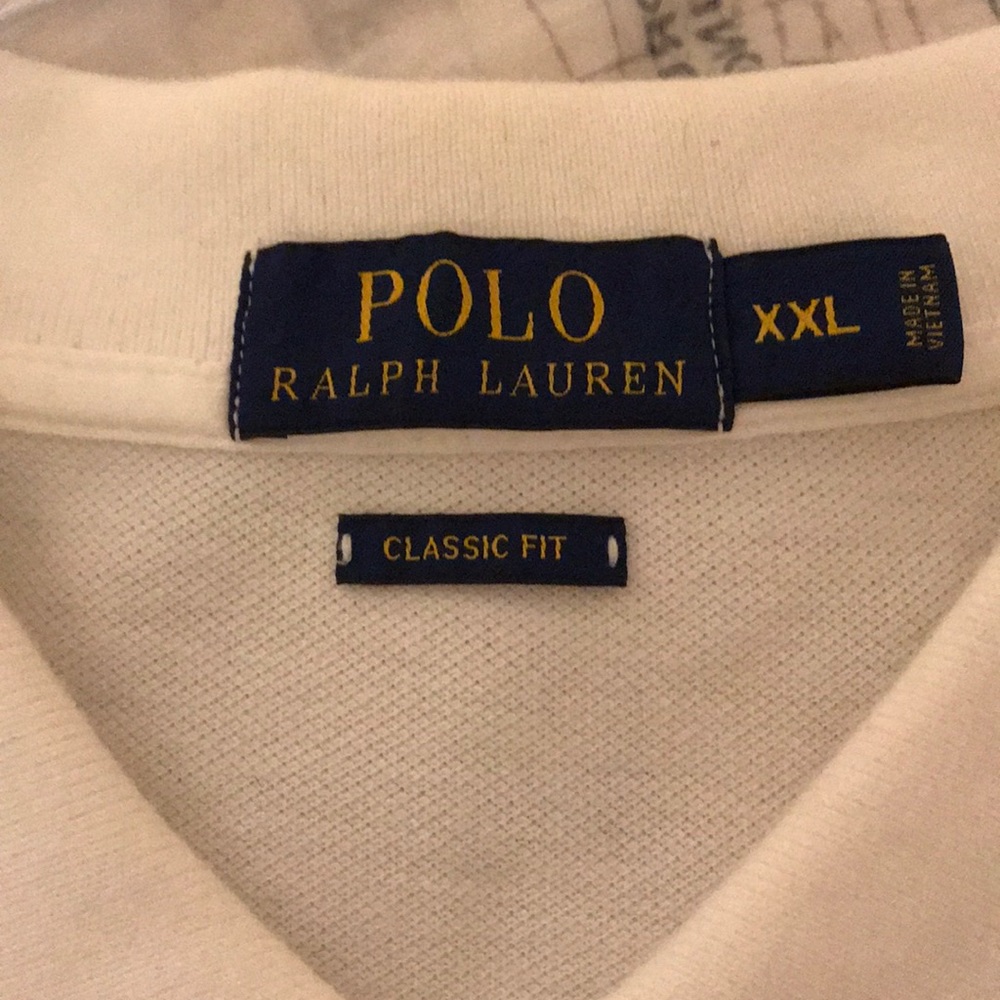 POLO
RALPH LAUREN
XXL
MADE IN
VIETNAM
CLASSIC FIT